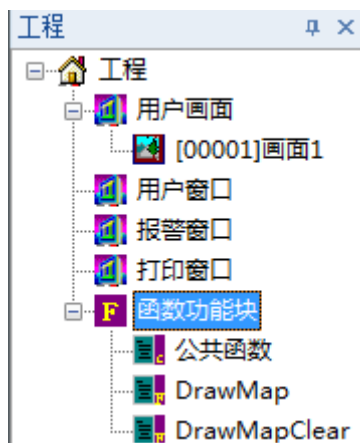 工程
工程
用户画面
[00001]画面1
用户窗口
报警窗口
打印窗口
F 函数功能块
公共函数
DrawMap
DrawMapClear